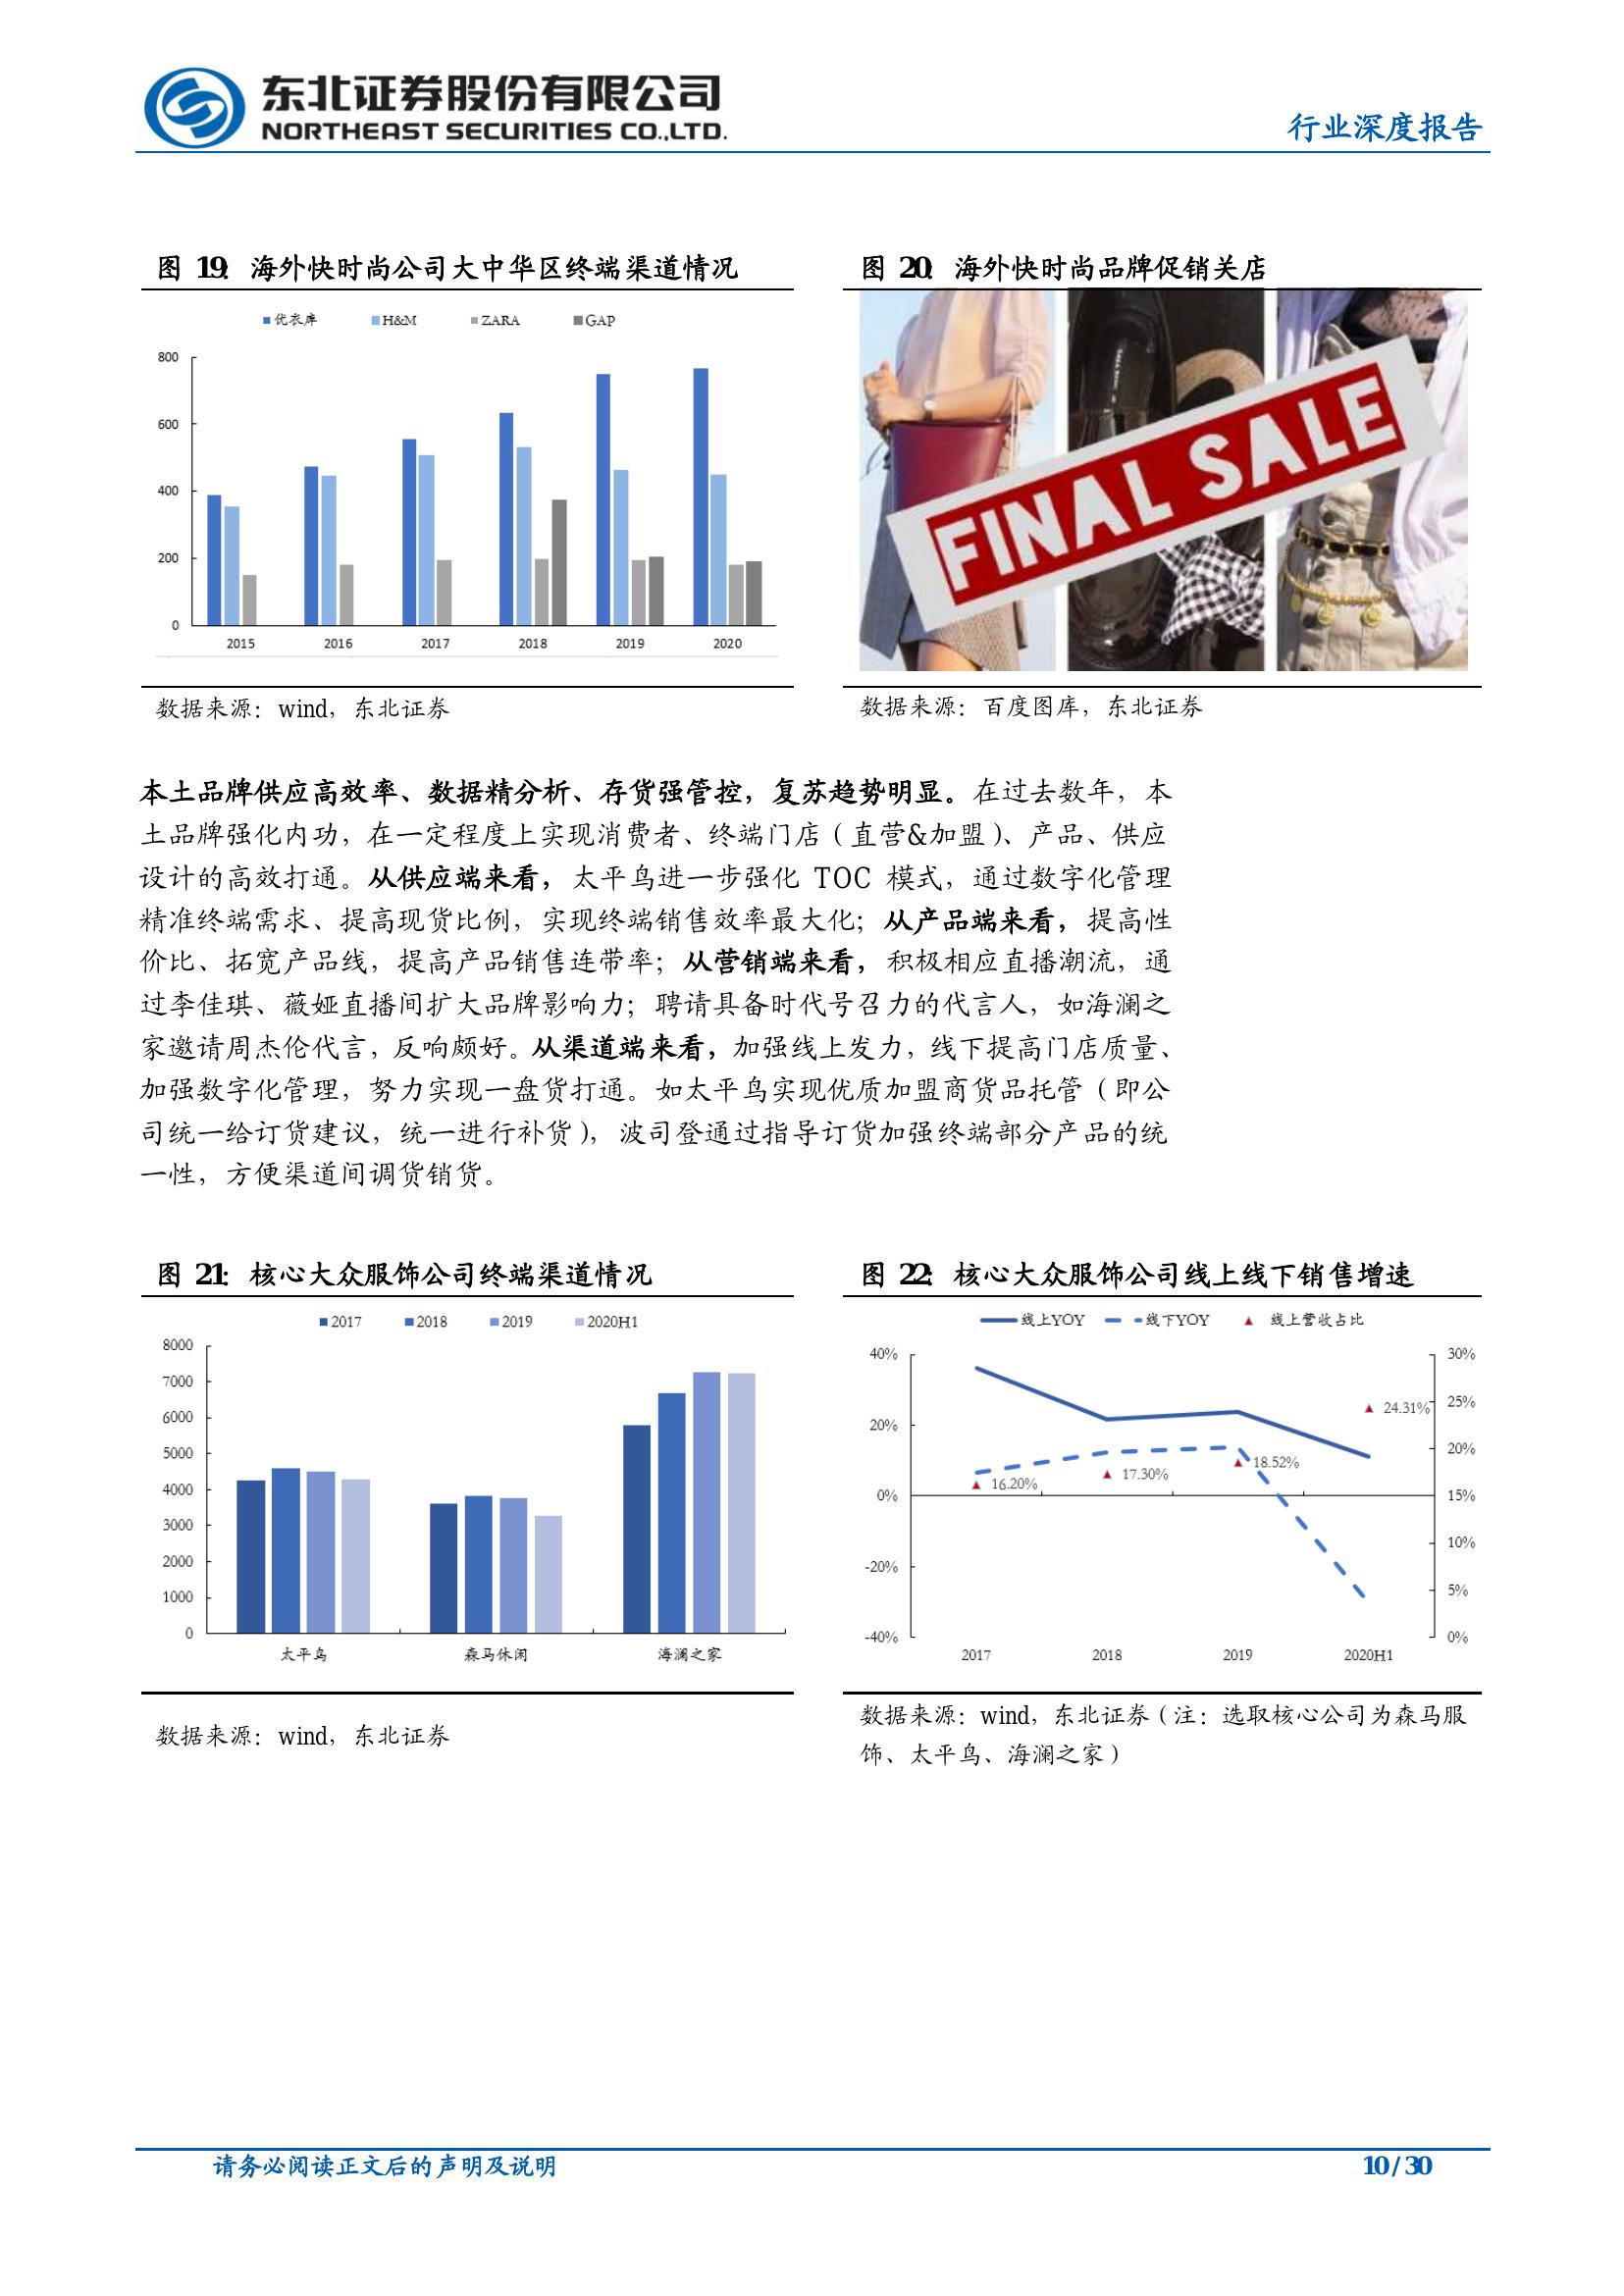 东北证券股份有限公司
NORTHEAST SECURITIES CO.,LTD.
行业深度报告
图 19：海外快时尚公司大中华区终端渠道情况
优衣库 H&M ZARA GAP
800
600
400
200
0
2015 2016 2017 2018 2019 2020
数据来源：wind，东北证券
图 20：海外快时尚品牌促销关店
FINAL SALE
数据来源：百度图库，东北证券
本土品牌供应高效率、数据精分析、存货强管控，复苏趋势明显。在过去数年，本
土品牌强化内功，在一定程度上实现消费者、终端门店（直营&加盟）、产品、供应
设计的高效打通。从供应端来看，太平鸟进一步强化 TOC 模式，通过数字化管理
精准终端需求、提高现货比例，实现终端销售效率最大化；从产品端来看，提高性
价比、拓宽产品线，提高产品销售连带率；从营销端来看，积极相应直播潮流，通
过李佳琪、薇娅直播间扩大品牌影响力；聘请具备时代号召力的代言人，如海澜之
家邀请周杰伦代言，反响颇好。从渠道端来看，加强线上发力，线下提高门店质量、
加强数字化管理，努力实现一盘货打通。如太平鸟实现优质加盟商货品托管（即公
司统一给订货建议，统一进行补货），波司登通过指导订货加强终端部分产品的统
一性，方便渠道间调货销货。
图 21：核心大众服饰公司终端渠道情况
2017 2018 2019 2020H1
8000
7000
6000
5000
4000
3000
2000
1000
0
太平鸟 森马休闲 海澜之家
数据来源：wind，东北证券
图 22：核心大众服饰公司线上线下销售增速
线上YOY 线下YOY 线上营收占比
40%
20%
0%
-20%
-40%
30%
25%
20%
15%
10%
5%
0%
16.20%
17.30%
18.52%
24.31%
2017 2018 2019 2020H1
数据来源：wind，东北证券（注：选取核心公司为森马服
饰、太平鸟、海澜之家）
请务必阅读正文后的声明及说明
10 / 30